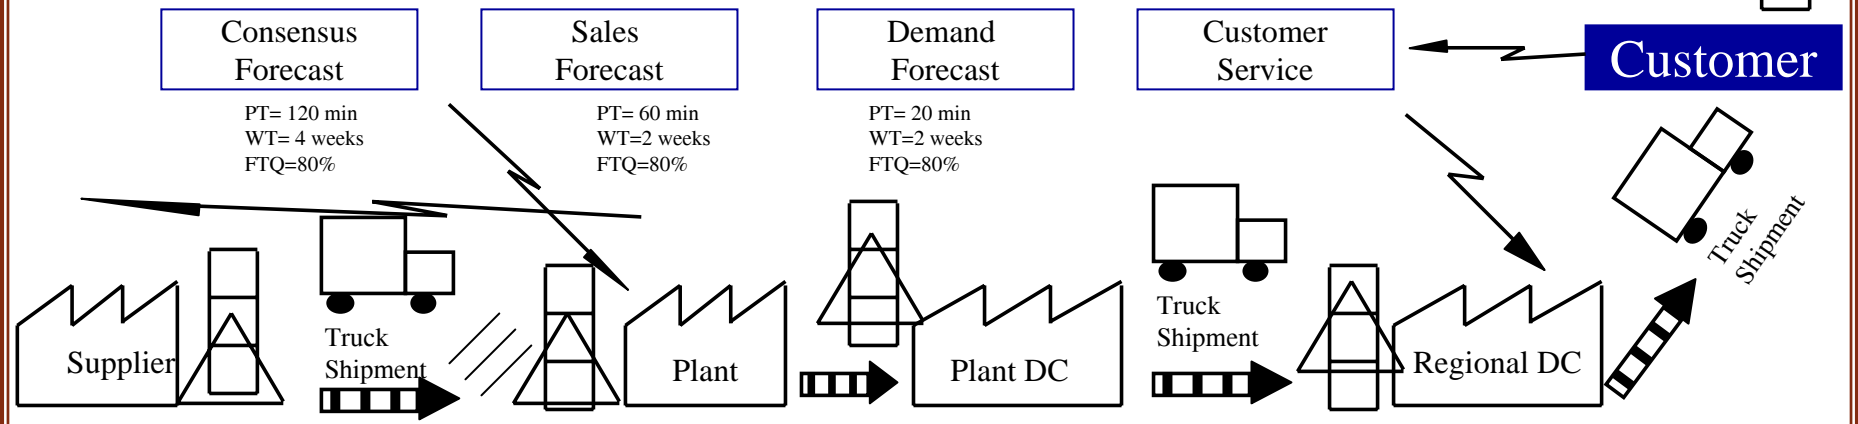 Consensus
Forecast
Sales
Forecast
Demand
Forecast
Customer
Service
Customer
PT= 120 min
WT= 4 weeks
FTQ=80%
PT= 60 min
WT=2 weeks
FTQ=80%
PT= 20 min
WT=2 weeks
FTQ=80%
Supplier
Truck
Shipment
Plant
Plant DC
Truck
Shipment
Regional DC
Truck
Shipment